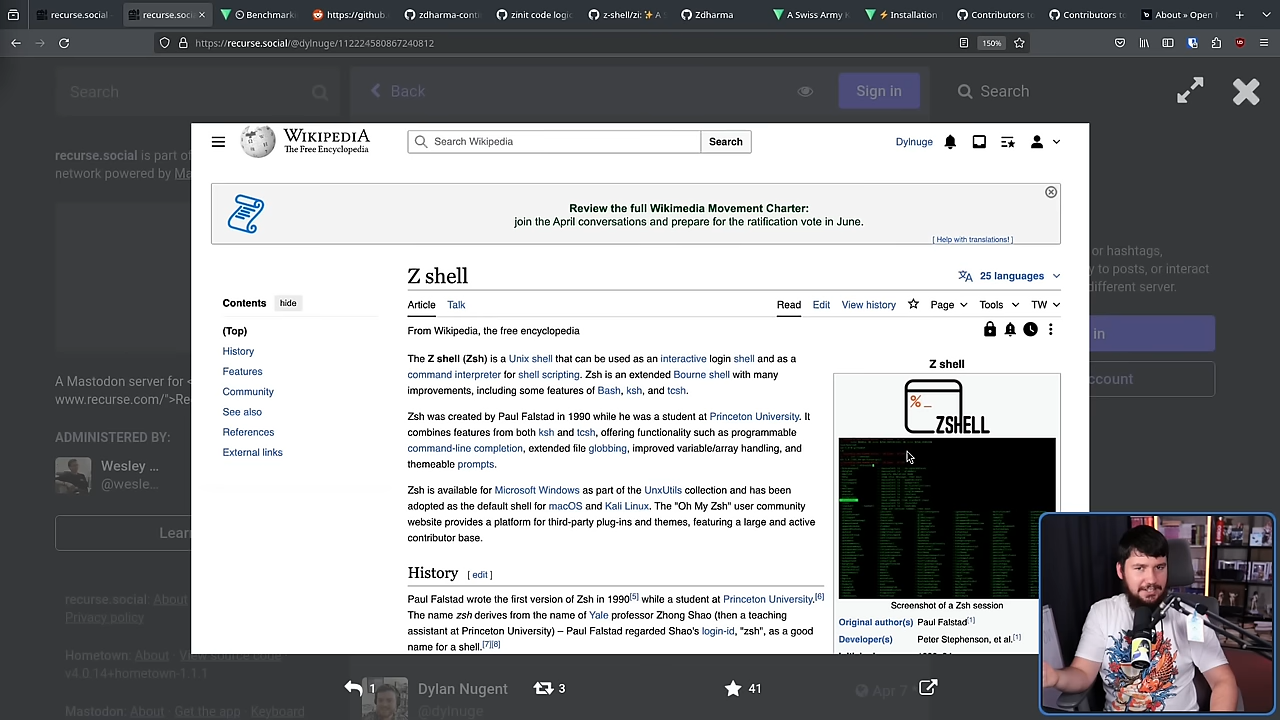 recurse.social
recurse.social
Benchmark
https://github
zdharma-cont
zinit code login
z-shell/zi
Zdharma
A Swiss Army K
Installation
Contributors to
Contributors to
About » Open
https://recurse.social/@dylnuge/112224580867240812
150%
Search
Back
Sign in
Search
recurse.social is part of
network powered by Ma
WIKIPEDIA
The Free Encyclopedia
Search Wikipedia
Search
Dylnuge
Review the full Wikimedia Movement Charter:
join the April conversations and prepare for the ratification vote in June.
[ Help with translations! ]
or hashtags,
y to posts, or interact
different server.
in
ccount
Z shell
25 languages
Contents hide
Article Talk
Read Edit View history Page Tools TW
(Top)
History
Features
Community
See also
References
External links
From Wikipedia, the free encyclopedia
The Z shell (Zsh) is a Unix shell that can be used as an interactive login shell and as a
command interpreter for shell scripting. Zsh is an extended Bourne shell with many
improvements, including some features of Bash, ksh, and tcsh.
Zsh was created by Paul Falstad in 1990 while he was a student at Princeton University. It
combines features from both ksh and tcsh, offering functionality such as programmable
command-line completion, extended file globbing, improved variable/array handling, and
themeable prompts.
Zsh is available for Microsoft Windows as part of the UnxUtils collection and has been
adopted as the default shell for macOS and Kali Linux. The "Oh My Zsh" user community
website provides a platform for third-party plugins and themes, featuring a large and active
contributor base.
History [ edit ]
Paul Falstad wrote the first version of Zsh in 1990[5] while a student at Princeton University.[6]
The name zsh derives from the name of Yale professor Zhong Shao (then a teaching
assistant at Princeton University) – Paul Falstad regarded Shao's login-id, "zsh", as a good
name for a shell.[7][8]
Z shell
%_
ZSHELL
Screenshot of a Zsh session
Original author(s) Paul Falstad[1]
Developer(s) Peter Stephenson, et al.[1]
A Mastodon server for <
www.recurse.com/">Re
ADMINISTERED BY:
Wesley ...
@wesle...
Lear
recurse.social: About
Privacy policy
Hometown: About · View source code ·
v4.0.14+hometown-1.1.1
Mastodon: About · Get the app · Keyboard
1
Dylan Nugent
@dylnuge
3
41
Apr 7